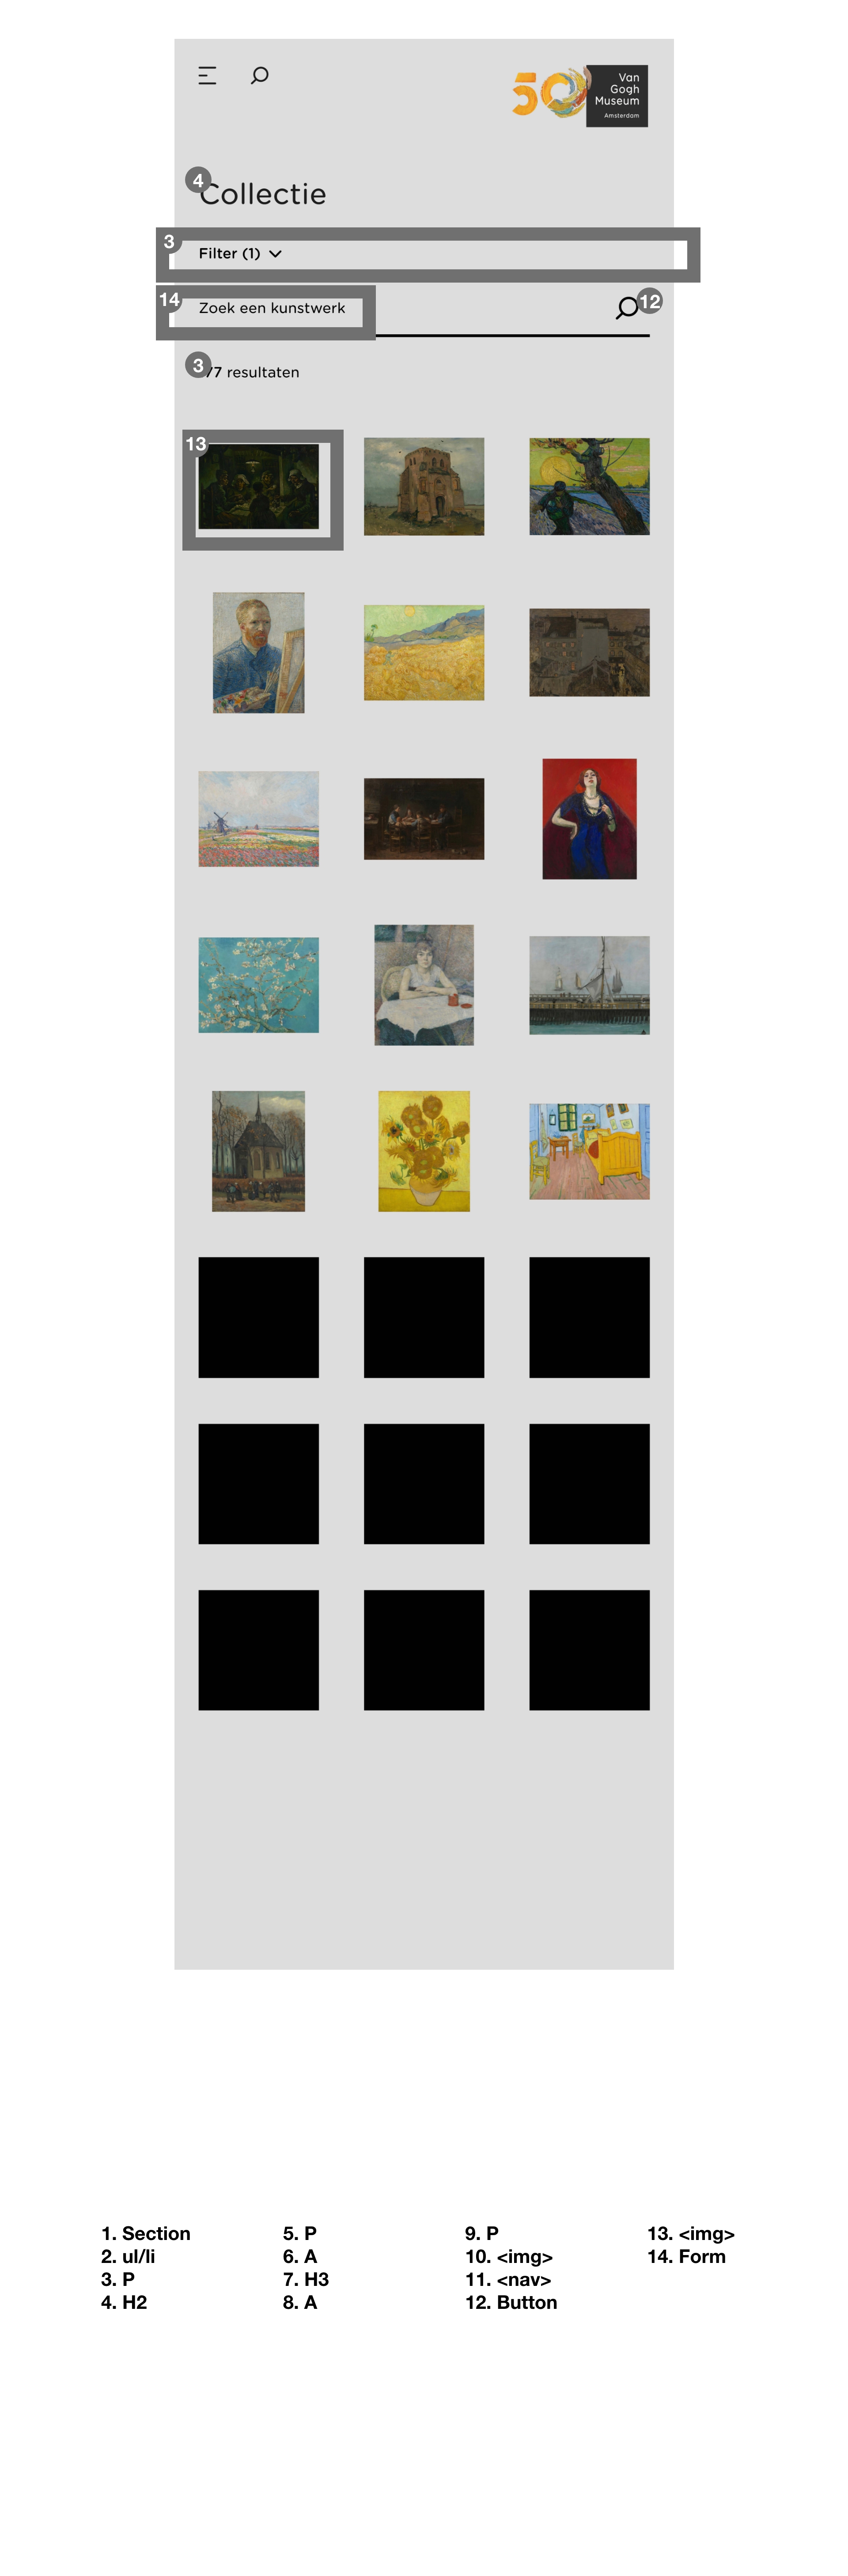 50
Van
Gogh
Museum
Amsterdam
4
Collectie
3
Filter (1)
14
Zoek een kunstwerk
12
3
77 resultaten
13
1. Section
2. ul/li
3. P
4. H2
5. P
6. A
7. H3
8. A
9. P
10. <img>
11. <nav>
12. Button
13. <img>
14. Form